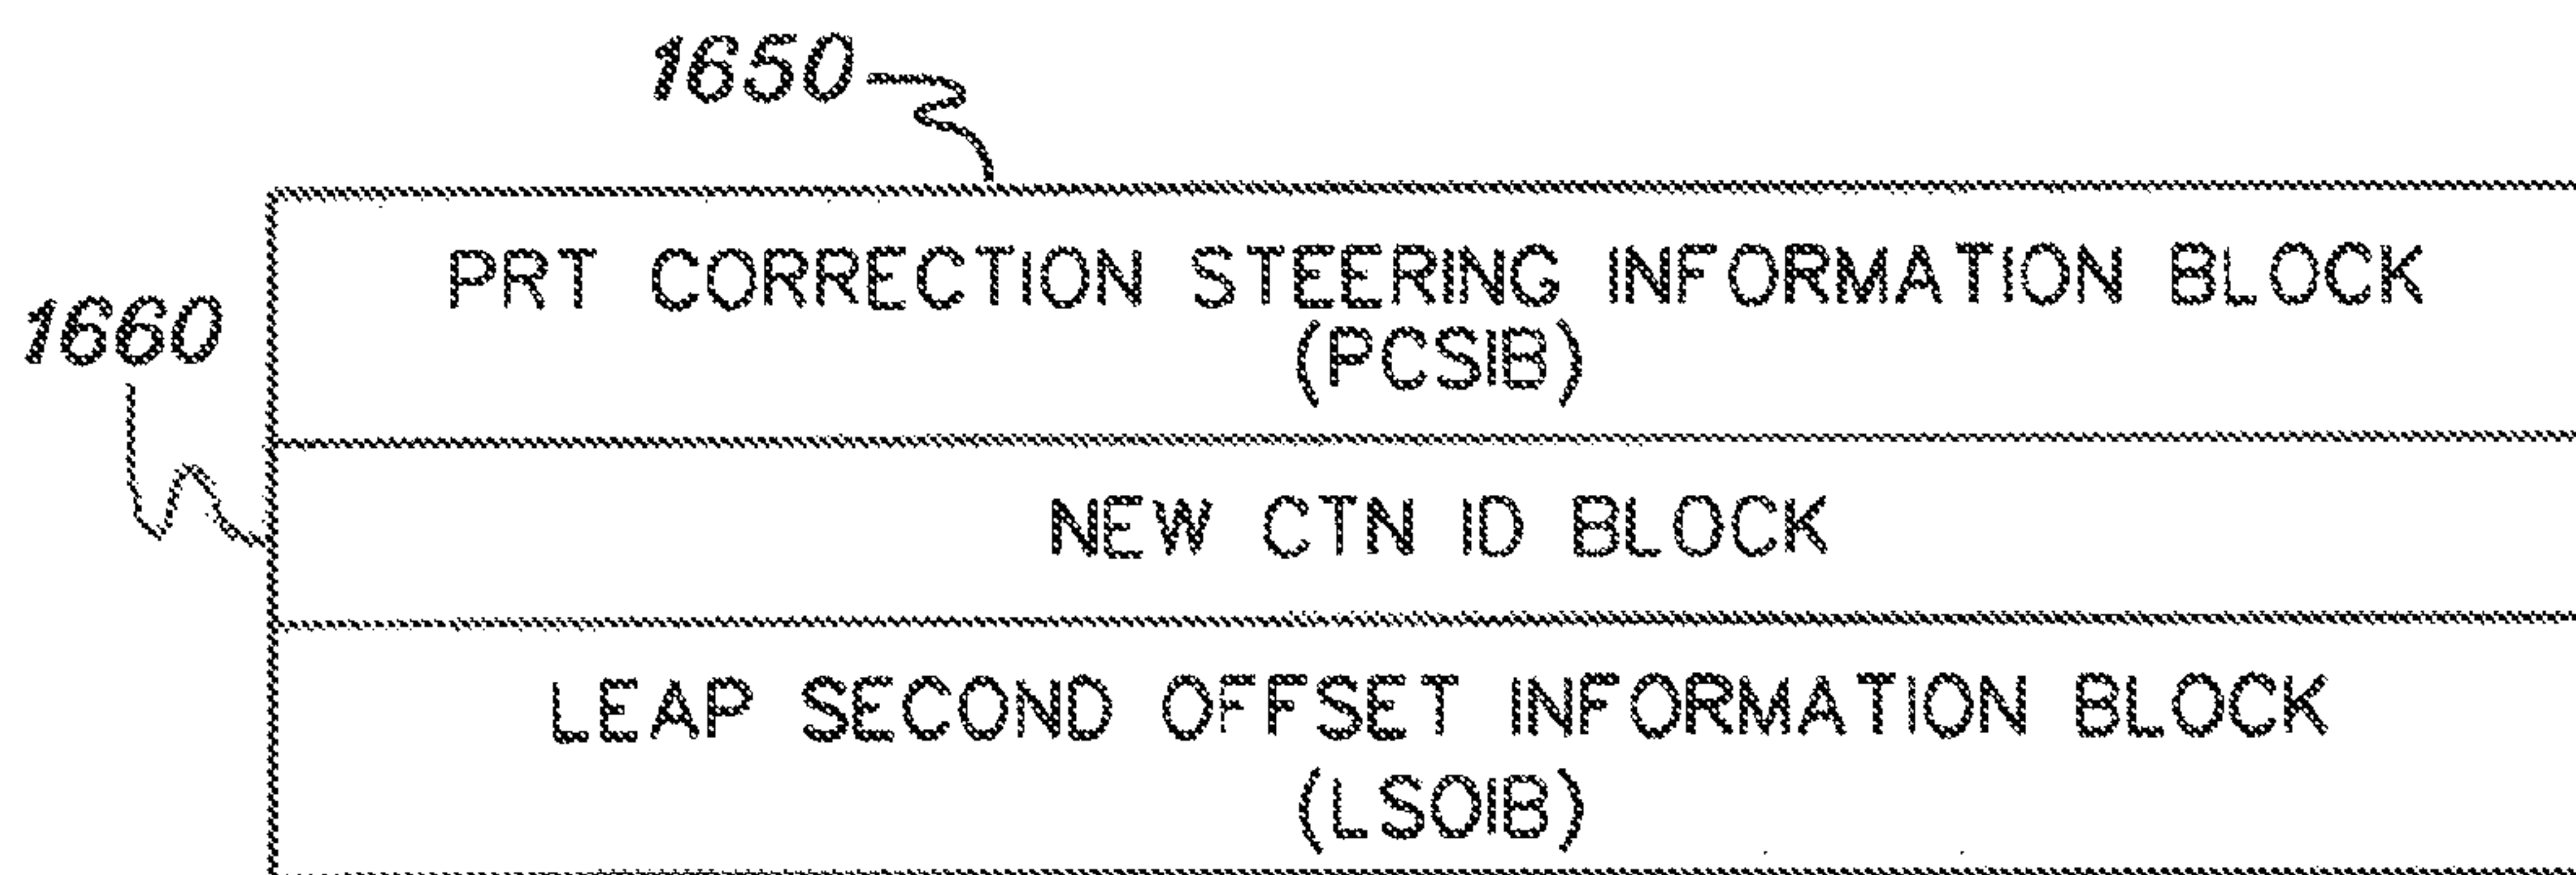 1650
PRT CORRECTION STEERING INFORMATION BLOCK
(PCSIB)
1660
NEW CTN ID BLOCK
LEAP SECOND OFFSET INFORMATION BLOCK
(LSOIB)